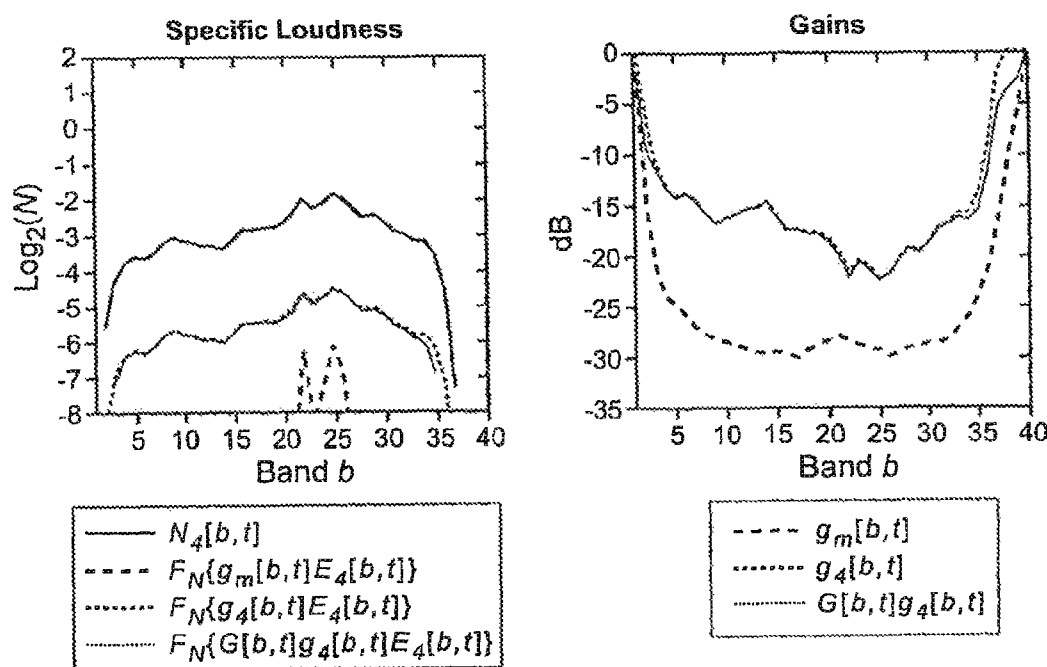 Specific Loudness
2
1
0
-1
-2
-3
-4
-5
-6
-7
-8
Log2(N)
5 10 15 20 25 30 35 40
Band b
N4[b,t]
FN{gm[b,t]E4[b,t]}
FN{g4[b,t]E4[b,t]}
FN{G[b,t]g4[b,t]E4[b,t]}
Gains
0
-5
-10
-15
-20
-25
-30
-35
dB
5 10 15 20 25 30 35 40
Band b
gm[b,t]
g4[b,t]
G[b,t]g4[b,t]